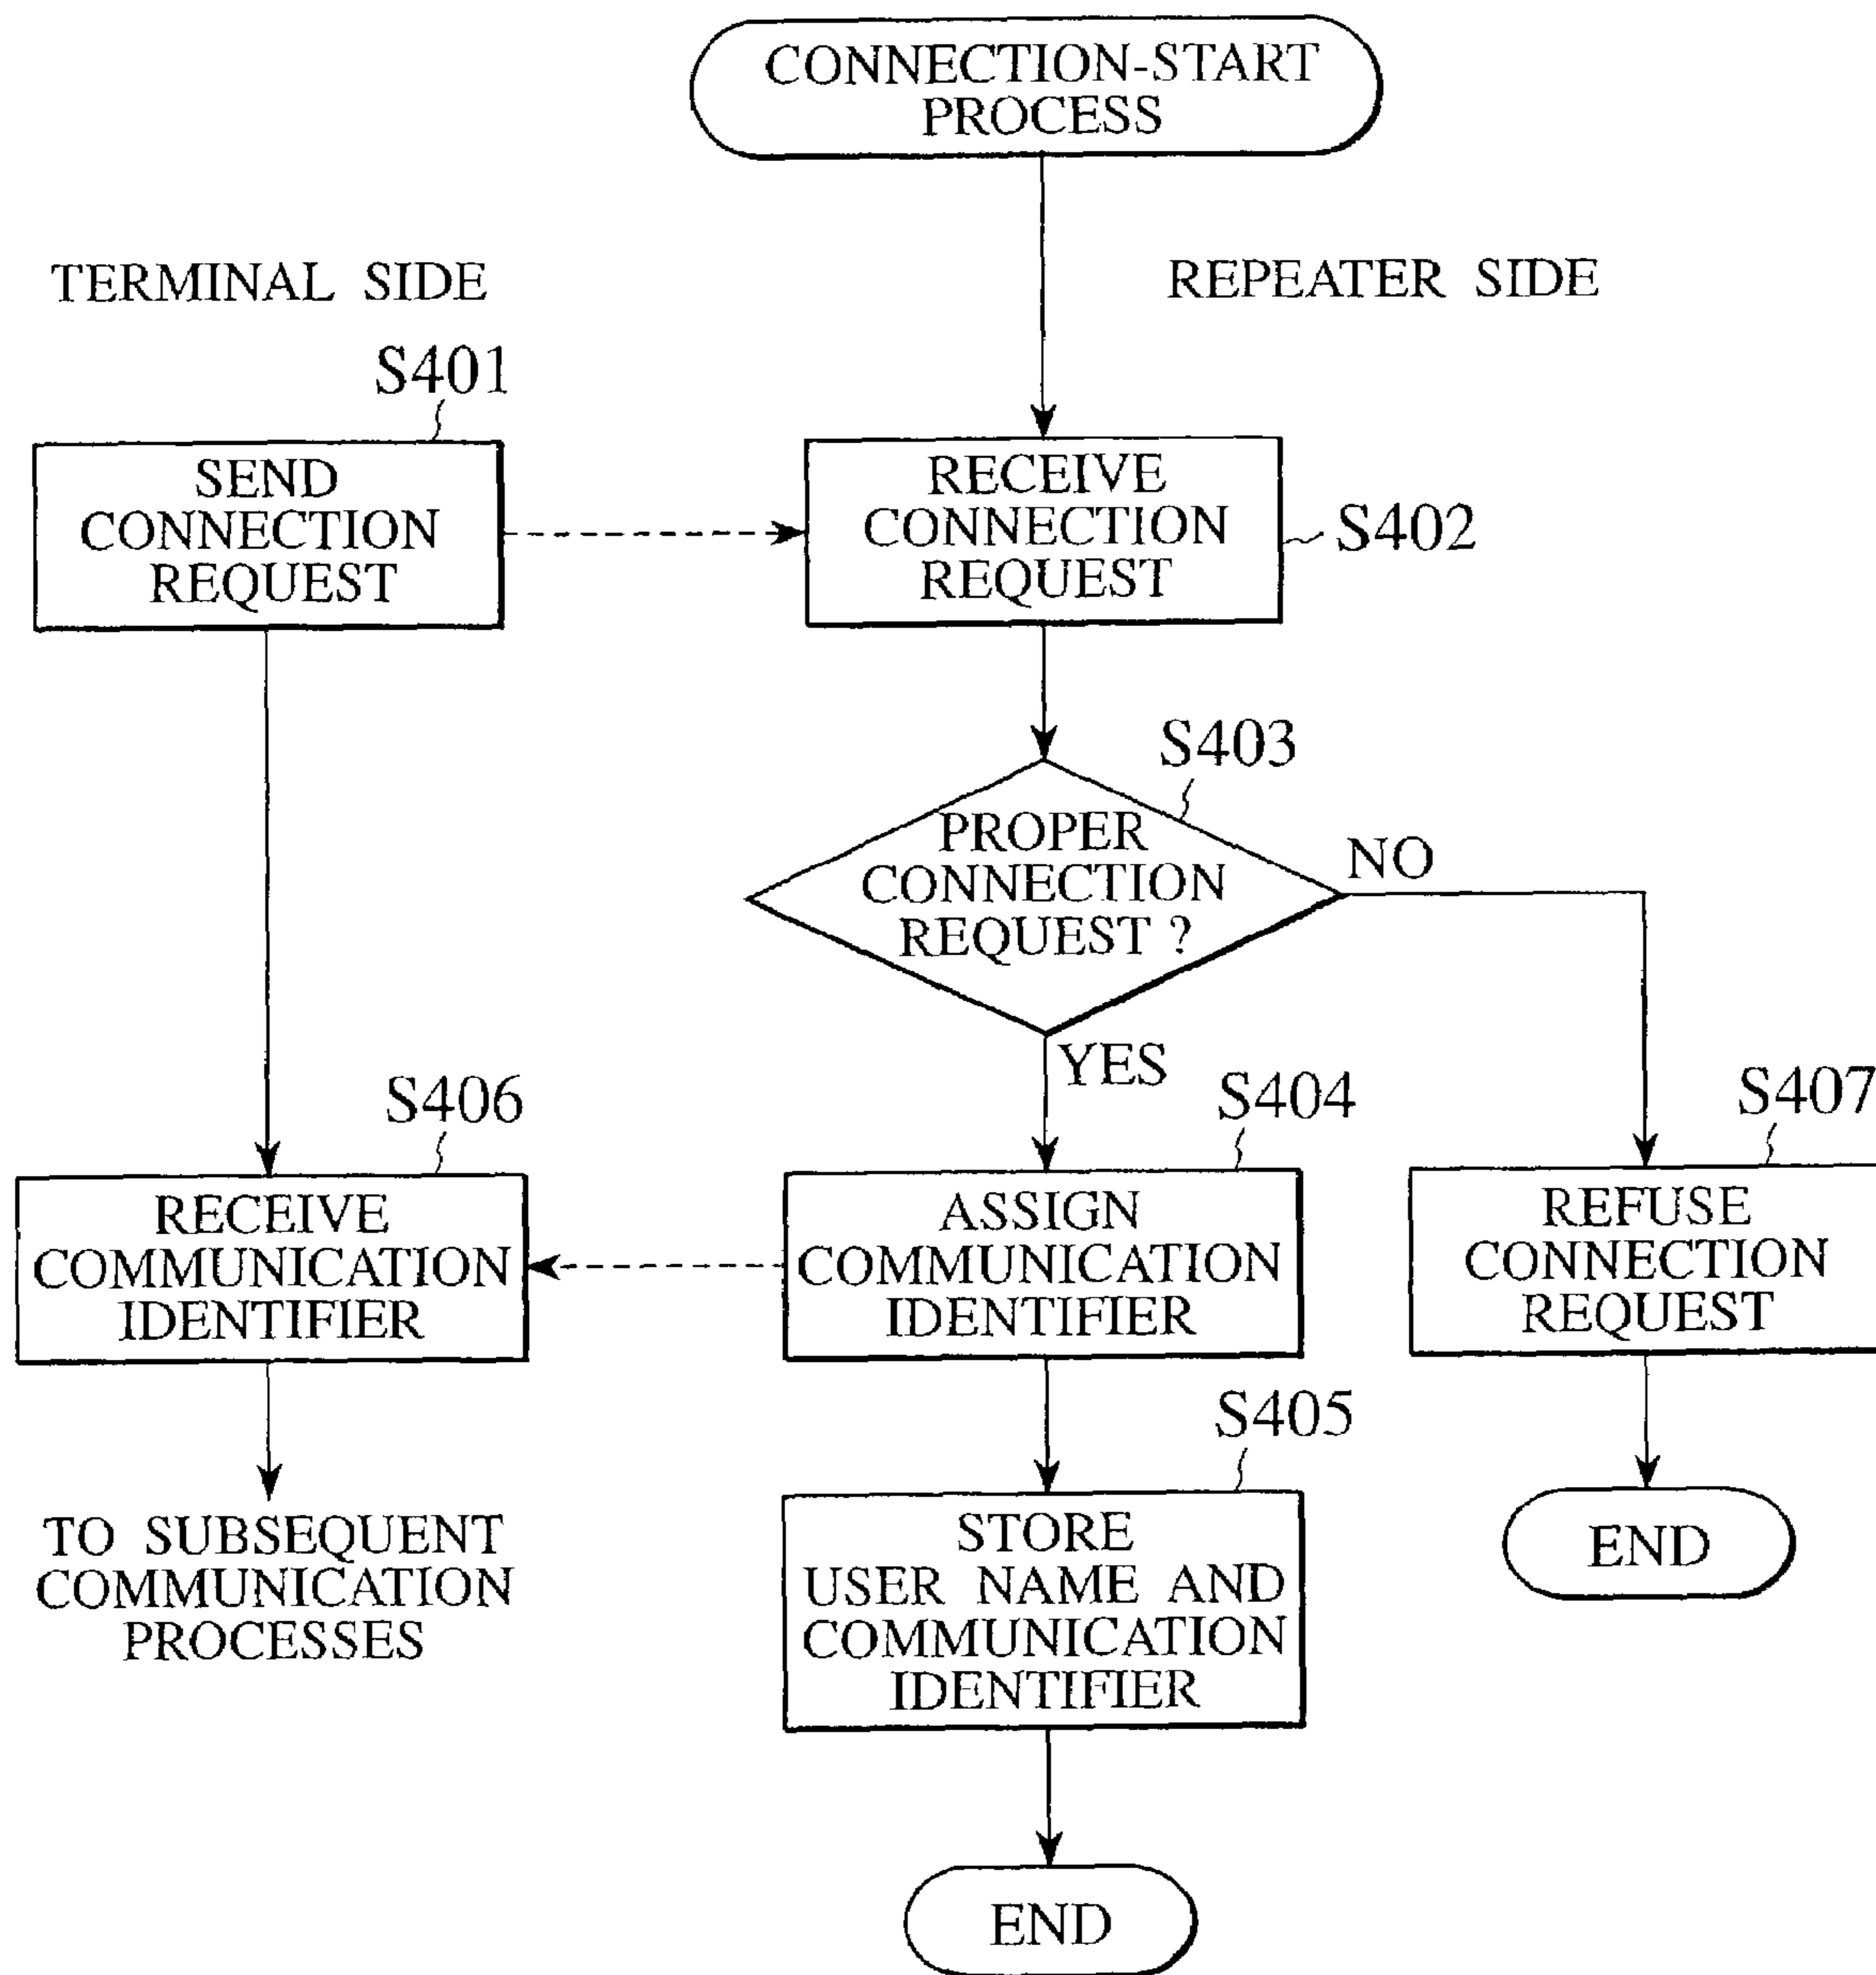 CONNECTION-START
PROCESS
TERMINAL SIDE
REPEATER SIDE
S401
SEND
CONNECTION
REQUEST
RECEIVE
CONNECTION
REQUEST
S402
S403
PROPER
CONNECTION
REQUEST ?
NO
YES
S406
RECEIVE
COMMUNICATION
IDENTIFIER
S404
ASSIGN
COMMUNICATION
IDENTIFIER
S407
REFUSE
CONNECTION
REQUEST
TO SUBSEQUENT
COMMUNICATION
PROCESSES
S405
STORE
USER NAME AND
COMMUNICATION
IDENTIFIER
END
END